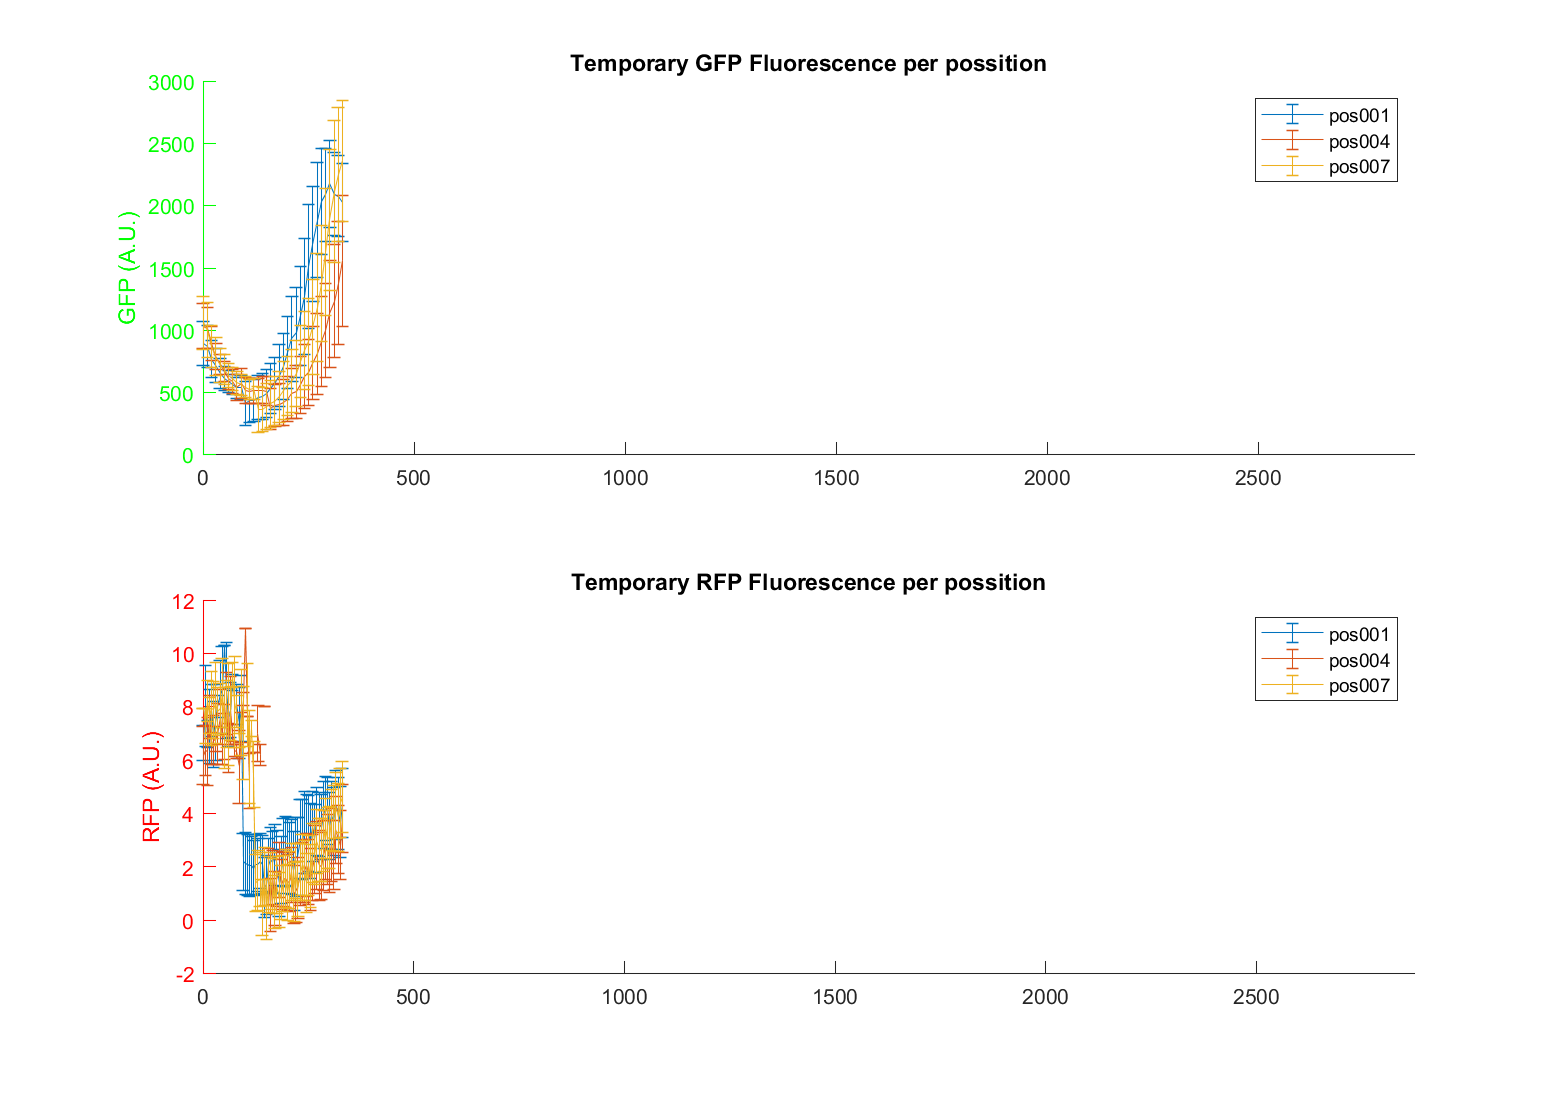 Temporary GFP Fluorescence per possition
3000
2500
2000
1500
1000
500
0
GFP (A.U.)
0 500 1000 1500 2000 2500
pos001
pos004
pos007
Temporary RFP Fluorescence per possition
12
10
8
6
4
2
0
-2
RFP (A.U.)
0 500 1000 1500 2000 2500
pos001
pos004
pos007